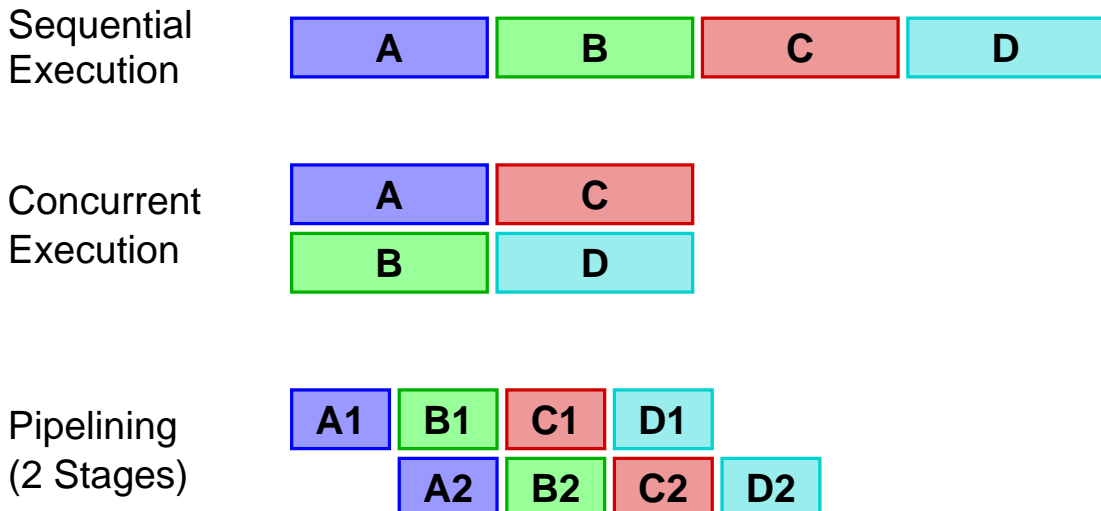 Sequential
Execution
A B C D
Concurrent
Execution
A C
B D
Pipelining
(2 Stages)
A1 B1 C1 D1
A2 B2 C2 D2